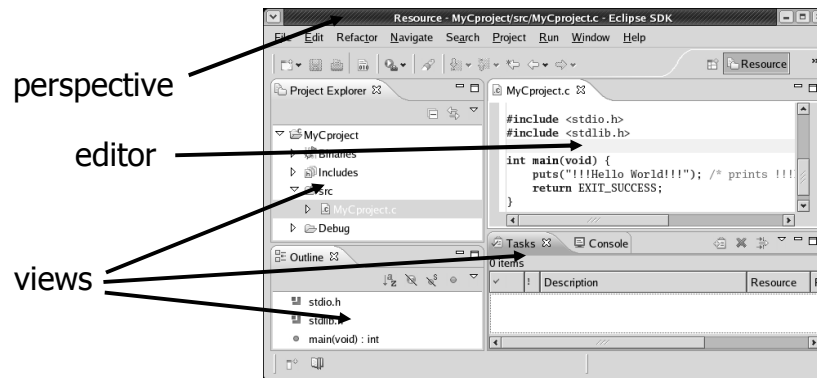 Resource - MyCproject/src/MyCproject.c - Eclipse SDK
File Edit Refactor Navigate Search Project Run Window Help
Resource
perspective
Project Explorer
MyCproject.c
MyCproject
Binaries
Includes
src
MyCproject.c
Debug
editor
#include <stdio.h>
#include <stdlib.h>
int main(void) {
puts("!!!Hello World!!!"); /* prints !!!
return EXIT_SUCCESS;
}
views
Outline
stdio.h
stdlib.h
main(void) : int
Tasks Console
0 items
! Description Resource